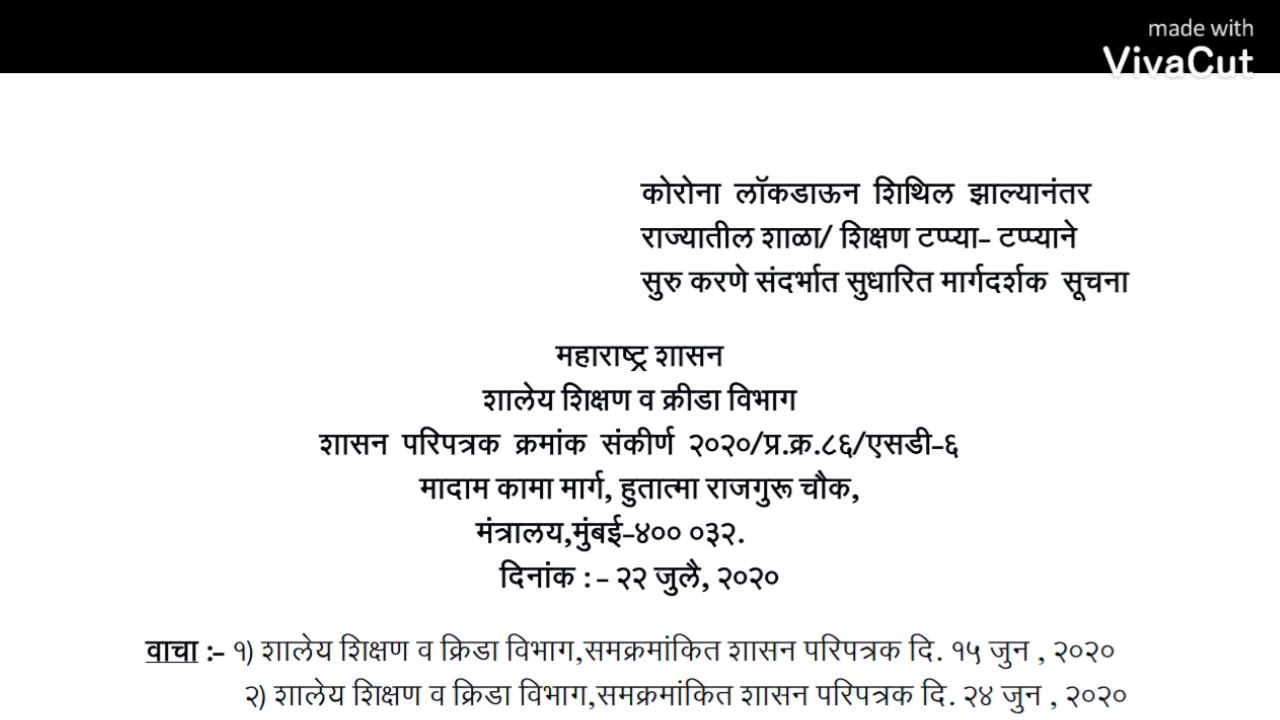 made with
VivaCut
कोरोना लॉकडाऊन शिथिल झाल्यानंतर
राज्यातील शाळा/ शिक्षण टप्प्या- टप्प्याने
सुरु करणे संदर्भात सुधारित मार्गदर्शक सूचना
महाराष्ट्र शासन
शालेय शिक्षण व क्रीडा विभाग
शासन परिपत्रक क्रमांक संकीर्ण २०२०/प्र.क्र.८६/एसडी-६
मादाम कामा मार्ग, हुतात्मा राजगुरू चौक,
मंत्रालय,मुंबई-४०० ०३२.
दिनांक :- २२ जुलै, २०२०
वाचा :- १) शालेय शिक्षण व क्रिडा विभाग,समक्रमांकित शासन परिपत्रक दि. १५ जुन , २०२०
२) शालेय शिक्षण व क्रिडा विभाग,समक्रमांकित शासन परिपत्रक दि. २४ जुन , २०२०